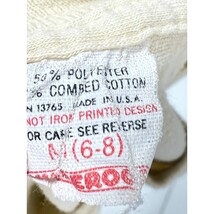 50% POLYESTER
% COMBED COTTON
N 13765 MADE IN U.S.A.
NOT IRON PRINTED DESIGN
OR CARE SEE REVERSE
M (6-8)